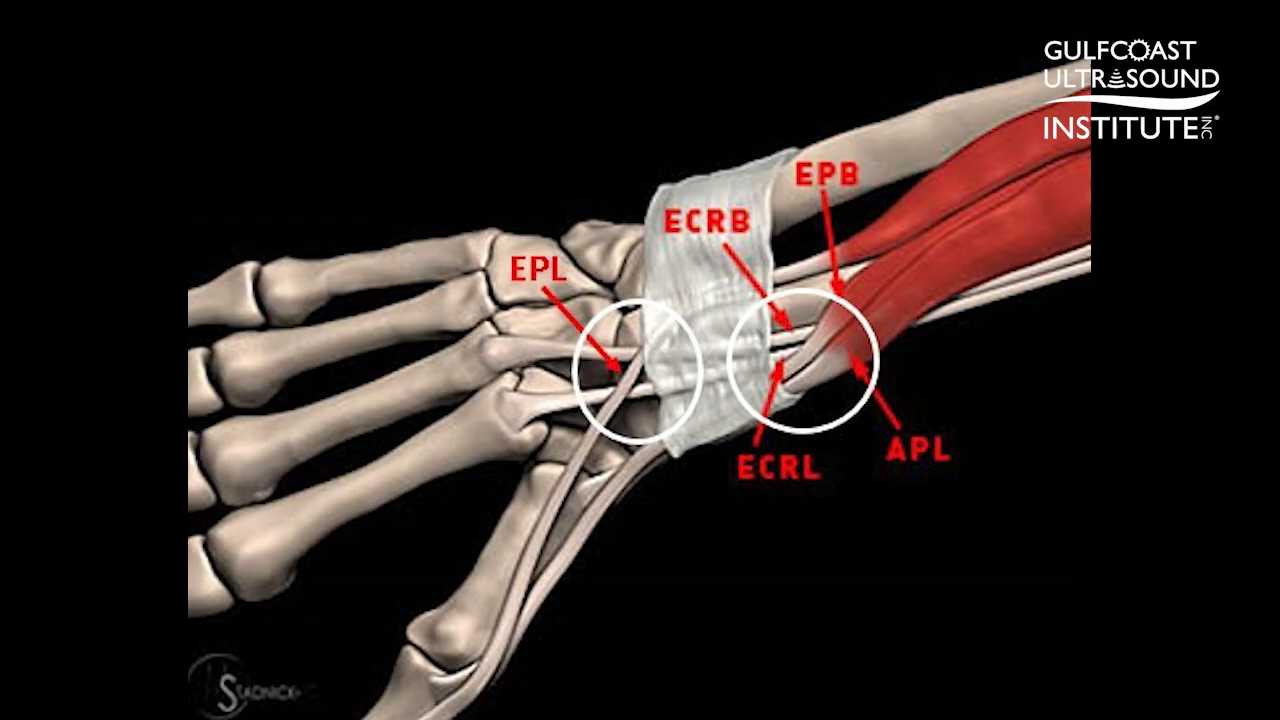 GULFCOAST
ULTRASOUND
INSTITUTE INC®
EPB
ECRB
EPL
APL
ECRL